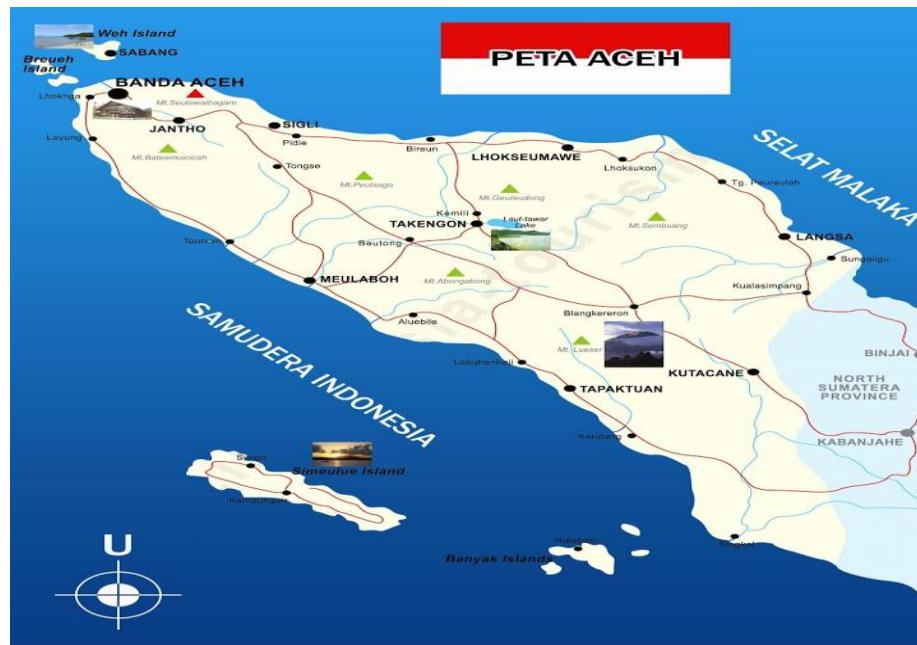 Weh Island
SABANG
Breueh
Island
PETA ACEH
BANDA ACEH
Lhoknga
Mt.Seulawaihagam
JANTHO
SIGLI
Pidie
Layung
Mt.Bateemuicicah
Tongse
Bireun
LHOKSEUMAWE
Lhoksukon
SELAT MALAKA
Mt.Peutsago
Mt.Geureudong
Tg. Peureulah
Kemili
TAKENGON
Laut-tawar
Lake
Mt.Sembuang
LANGSA
Beutong
Sungailgu
MEULABOH
Mt.Abongabong
Kualasimpang
SAMUDERA INDONESIA
Aluebile
Blangkereron
Mt. Lueser
BINJAI
Labuhanhaji
KUTACANE
NORTH
SUMATERA
PROVINCE
TAPAKTUAN
Kandang
KABANJAHE
Simeulue Island
U
Banyak Islands
Singkel